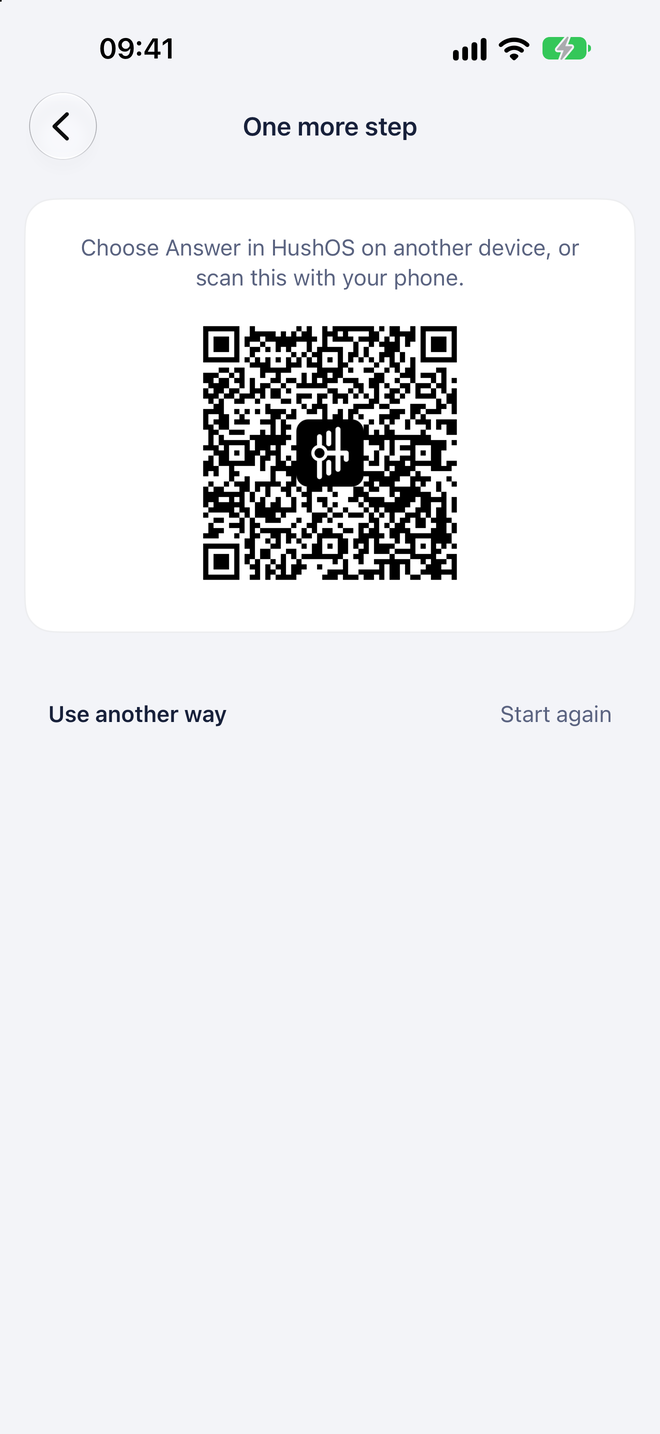 09:41
One more step
Choose Answer in HushOS on another device, or
scan this with your phone.
Use another way
Start again